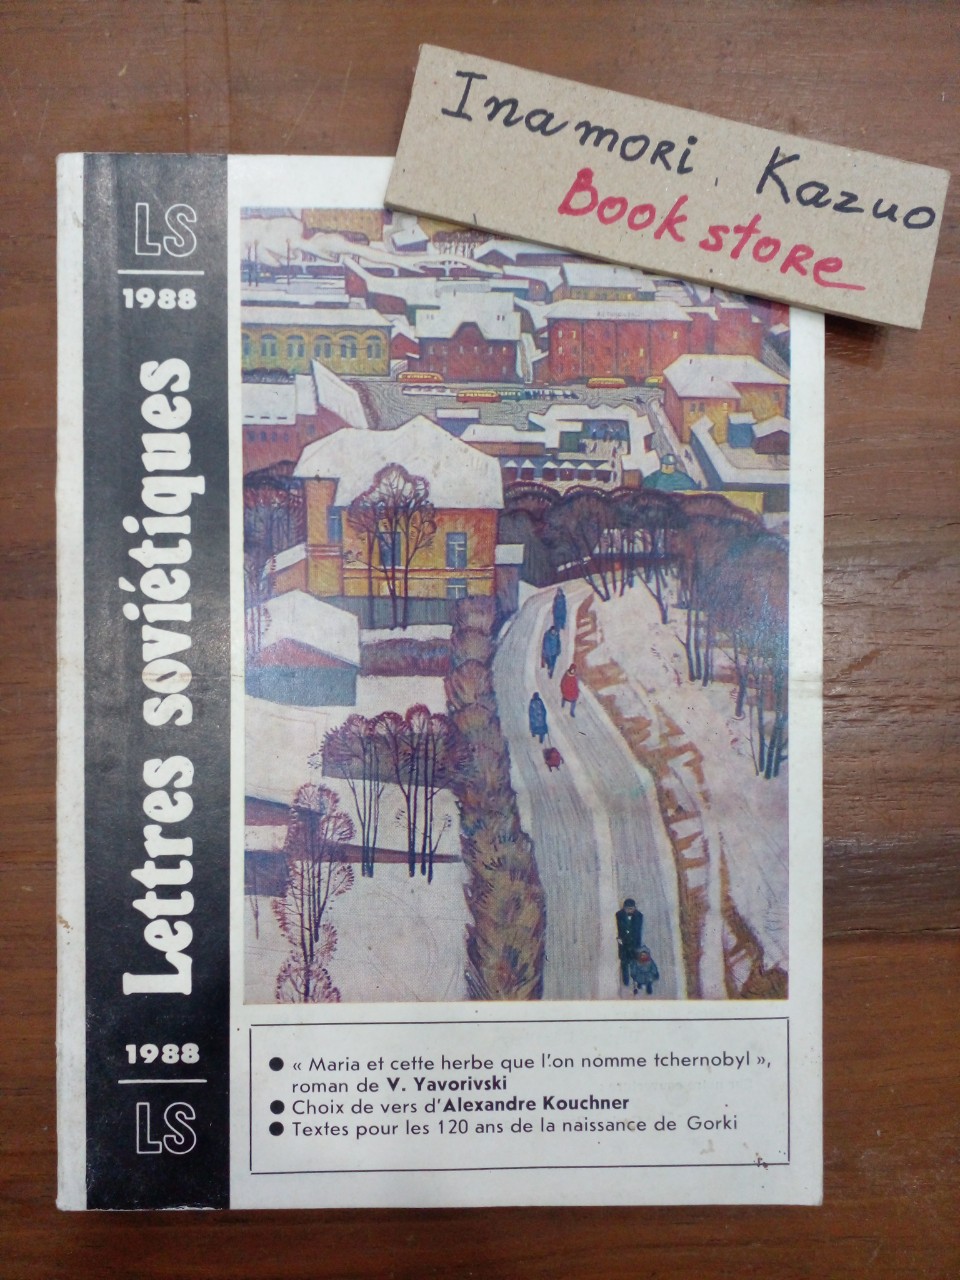 Inamori Kazuo
Book store
LS
1988
Lettres soviétiques
1988
LS
● « Maria et cette herbe que l'on nomme tchernobyl »,
roman de V. Yavorivski
● Choix de vers d'Alexandre Kouchner
● Textes pour les 120 ans de la naissance de Gorki